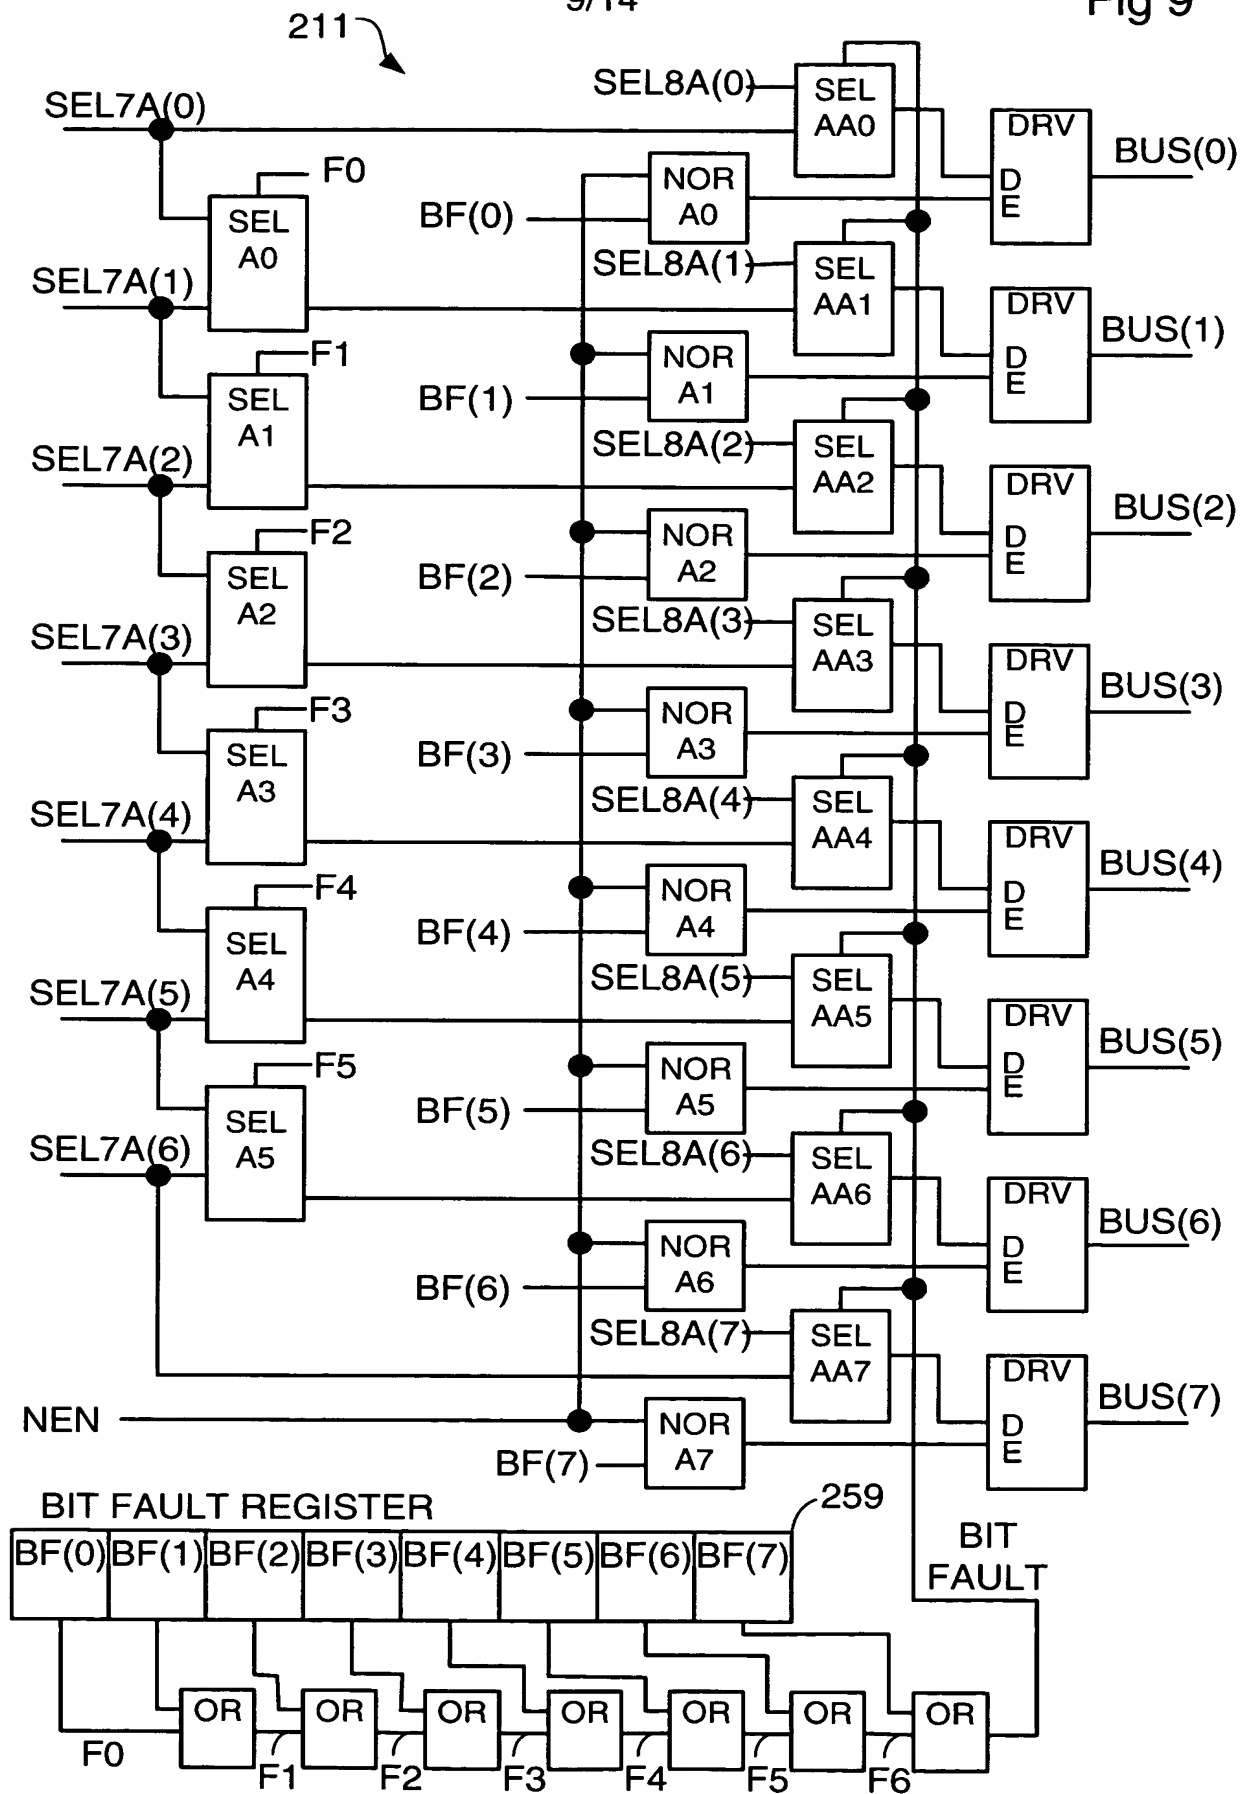 9/14
Fig 9
211
SEL7A(0)
SEL8A(0)
SEL
AA0
DRV
D
E
BUS(0)
F0
SEL
A0
NOR
A0
BF(0)
SEL7A(1)
SEL8A(1)
SEL
AA1
DRV
D
E
BUS(1)
F1
SEL
A1
NOR
A1
BF(1)
SEL7A(2)
SEL8A(2)
SEL
AA2
DRV
D
E
BUS(2)
F2
SEL
A2
NOR
A2
BF(2)
SEL7A(3)
SEL8A(3)
SEL
AA3
DRV
D
E
BUS(3)
F3
SEL
A3
NOR
A3
BF(3)
SEL7A(4)
SEL8A(4)
SEL
AA4
DRV
D
E
BUS(4)
F4
SEL
A4
NOR
A4
BF(4)
SEL7A(5)
SEL8A(5)
SEL
AA5
DRV
D
E
BUS(5)
F5
SEL
A5
NOR
A5
BF(5)
SEL7A(6)
SEL8A(6)
SEL
AA6
DRV
D
E
BUS(6)
NOR
A6
BF(6)
SEL8A(7)
SEL
AA7
DRV
D
E
BUS(7)
NEN
NOR
A7
BF(7)
BIT FAULT REGISTER
259
BF(0) BF(1) BF(2) BF(3) BF(4) BF(5) BF(6) BF(7)
BIT
FAULT
OR OR OR OR OR OR OR
F0 F1 F2 F3 F4 F5 F6